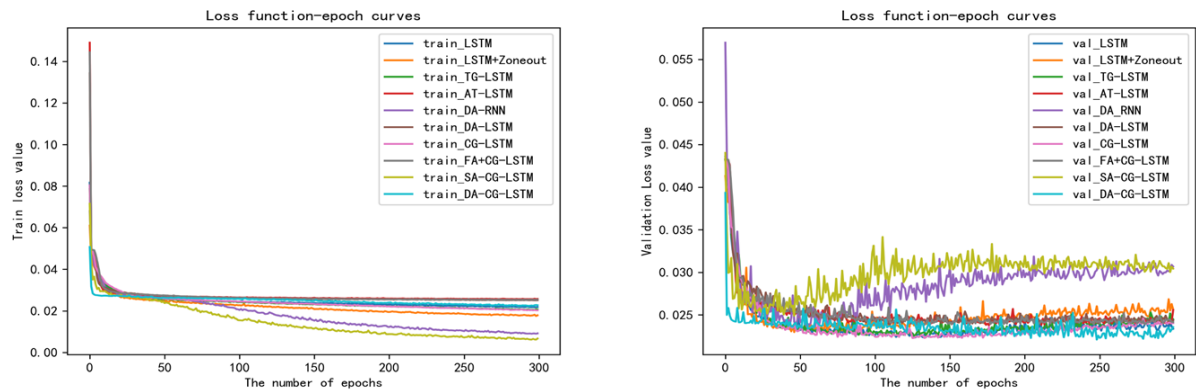 Loss function-epoch curves
Train loss value
0.14
0.12
0.10
0.08
0.06
0.04
0.02
0.00
0
50
100
150
200
250
300
The number of epochs
train_LSTM
train_LSTM+Zoneout
train_TG-LSTM
train_AT-LSTM
train_DA-RNN
train_DA-LSTM
train_CG-LSTM
train_FA+CG-LSTM
train_SA-CG-LSTM
train_DA-CG-LSTM
Loss function-epoch curves
Validation Loss value
0.055
0.050
0.045
0.040
0.035
0.030
0.025
0
50
100
150
200
250
300
The number of epochs
val_LSTM
val_LSTM+Zoneout
val_TG-LSTM
val_AT-LSTM
val_DA_RNN
val_DA-LSTM
val_CG-LSTM
val_FA+CG-LSTM
val_SA-CG-LSTM
val_DA-CG-LSTM